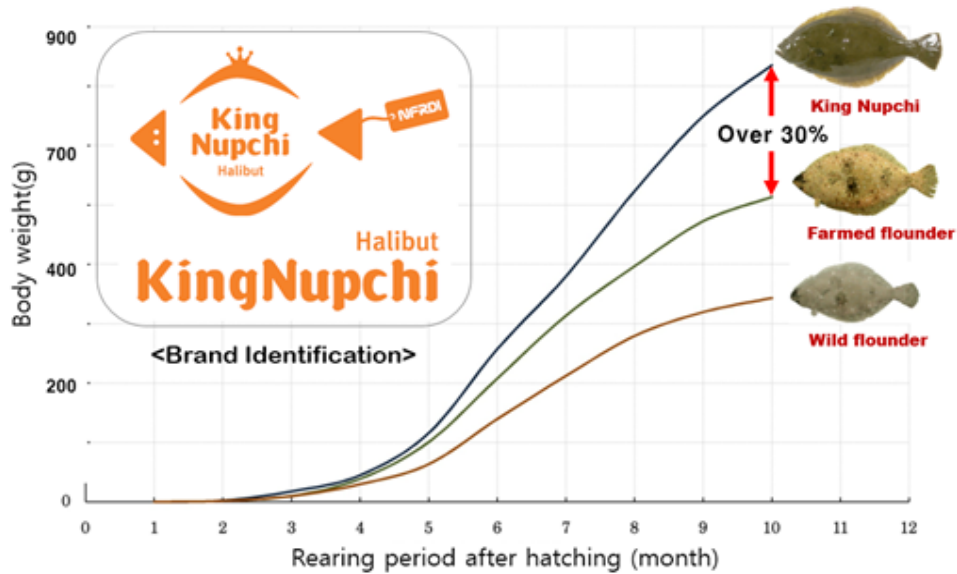 900
700
400
200
0
Body weight(g)
King
Nupchi
Halibut
NFRDI
Halibut
KingNupchi
<Brand Identification>
Over 30%
King Nupchi
Farmed flounder
Wild flounder
0 1 2 3 4 5 6 7 8 9 10 11 12
Rearing period after hatching (month)